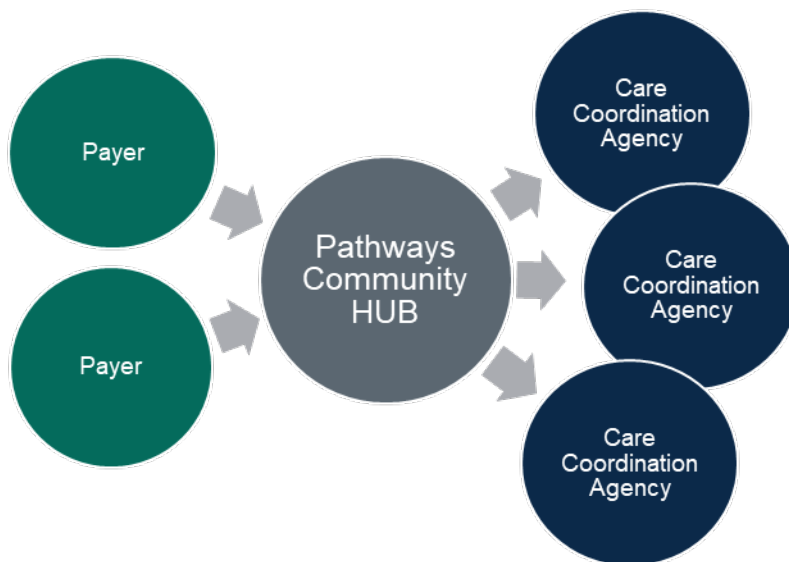 Payer
Payer
Pathways
Community
HUB
Care
Coordination
Agency
Care
Coordination
Agency
Care
Coordination
Agency